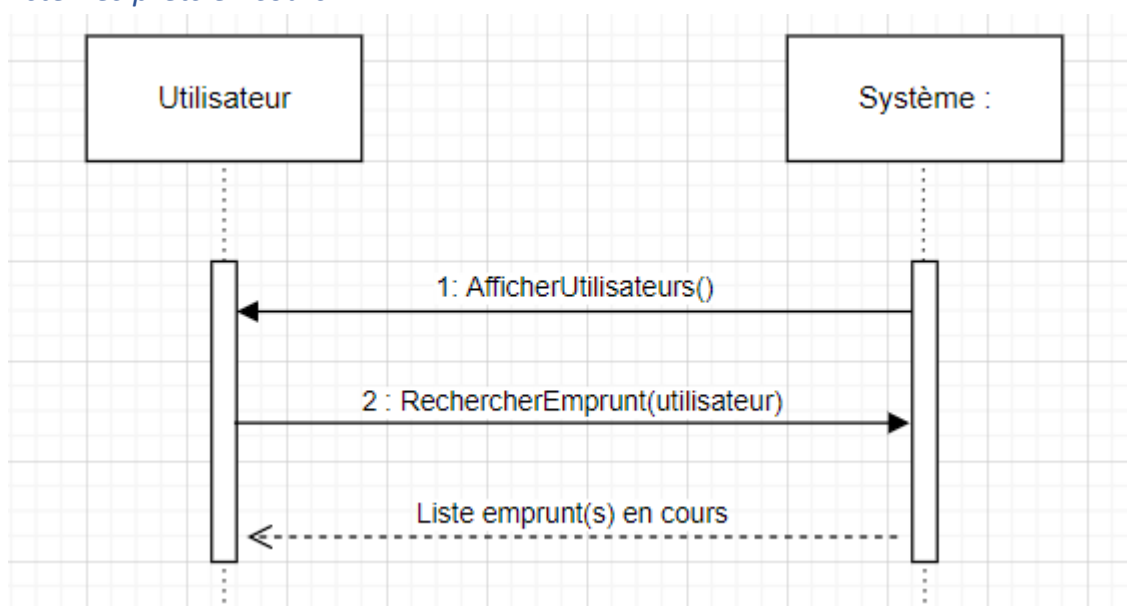 Utilisateur
Système :
1: AfficherUtilisateurs()
2 : RechercherEmprunt(utilisateur)
Liste emprunt(s) en cours